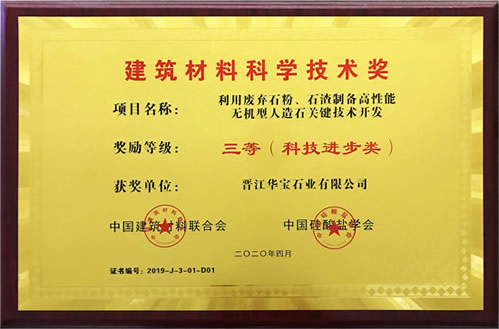 建筑材料科学技术奖
项目名称：利用废弃石粉、石渣制备高性能
无机型人造石关键技术开发
奖励等级：三等（科技进步类）
获奖单位：晋江华宝石业有限公司
中国建筑材料联合会 中国硅酸盐学会
二〇二〇年四月
证书编号：2019-J-3-01-D01